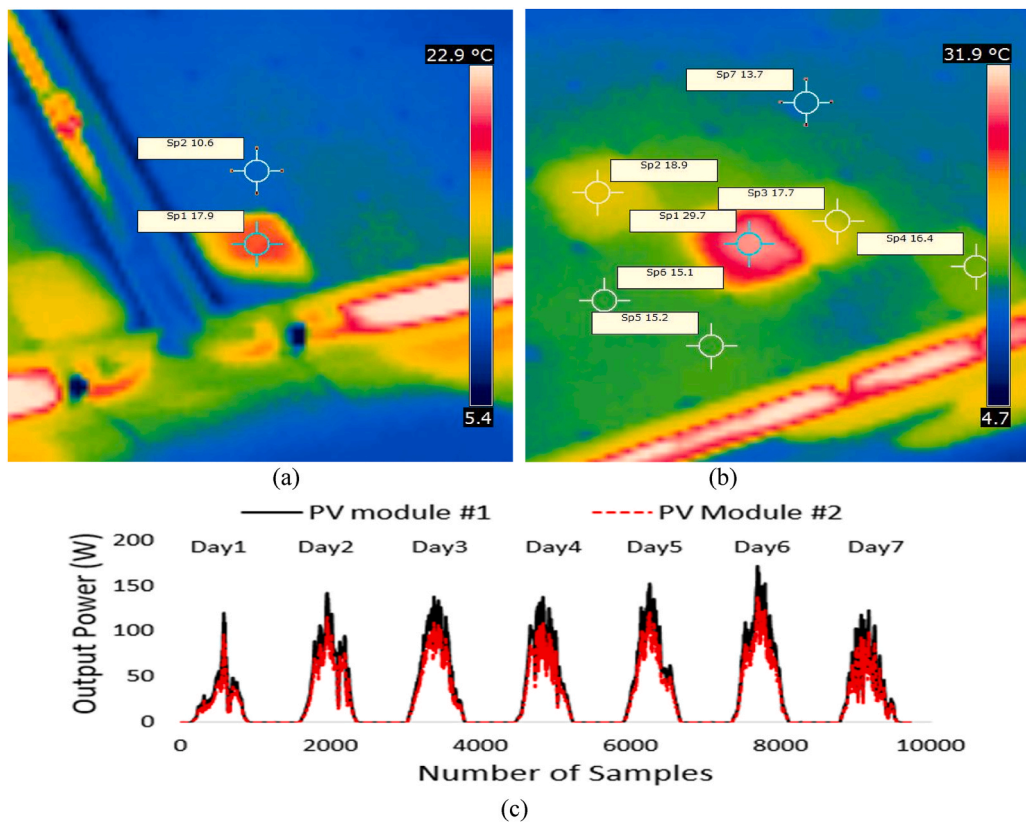 22.9 °C
Sp2 10.6
Sp1 17.9
5.4
(a)
31.9 °C
Sp7 13.7
Sp2 18.9
Sp3 17.7
Sp1 29.7
Sp4 16.4
Sp6 15.1
Sp5 15.2
4.7
(b)
PV module #1 PV Module #2
200
Day1 Day2 Day3 Day4 Day5 Day6 Day7
150
100
50
0
Output Power (W)
0 2000 4000 6000 8000 10000
Number of Samples
(c)